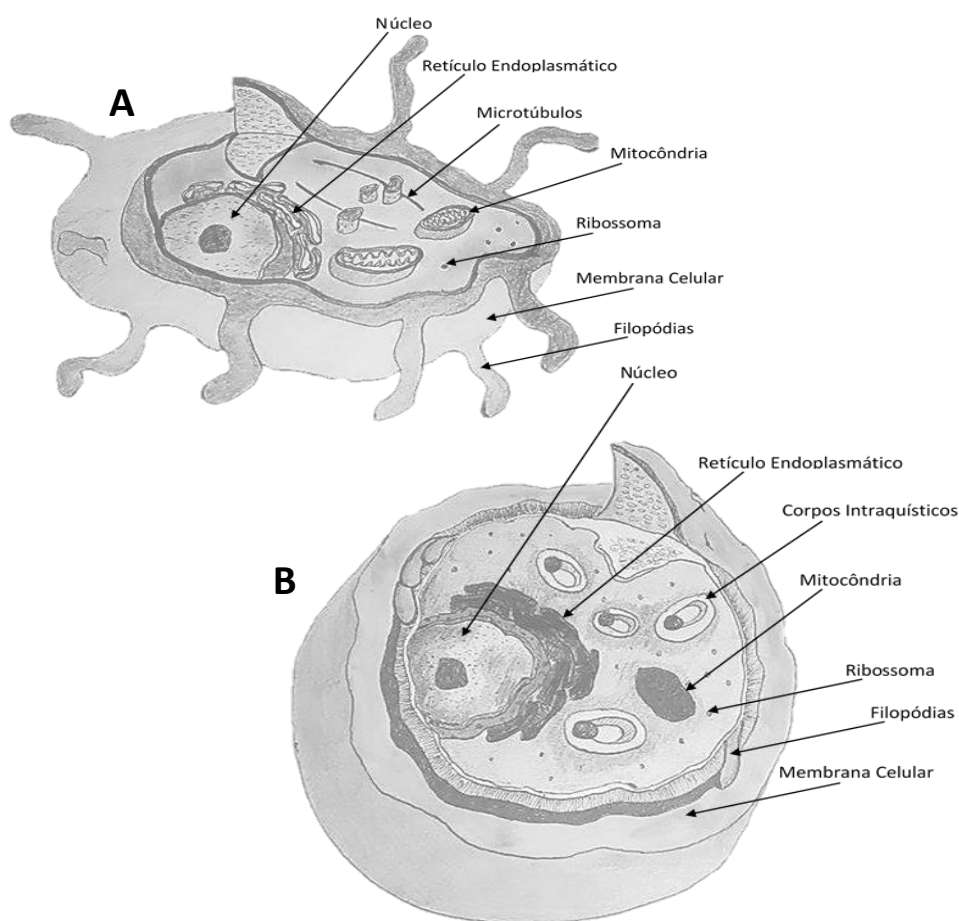 Núcleo
Retículo Endoplasmático
A
Microtúbulos
Mitocôndria
Ribossoma
Membrana Celular
Filopódias
Núcleo
Retículo Endoplasmático
Corpos Intraquísticos
B
Mitocôndria
Ribossoma
Filopódias
Membrana Celular